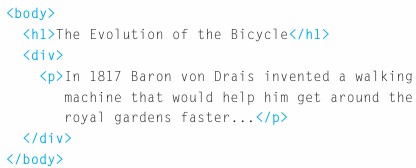 <body>
<h1>The Evolution of the Bicycle</h1>
<div>
<p>In 1817 Baron von Drais invented a walking
machine that would help him get around the
royal gardens faster...</p>
</div>
</body>